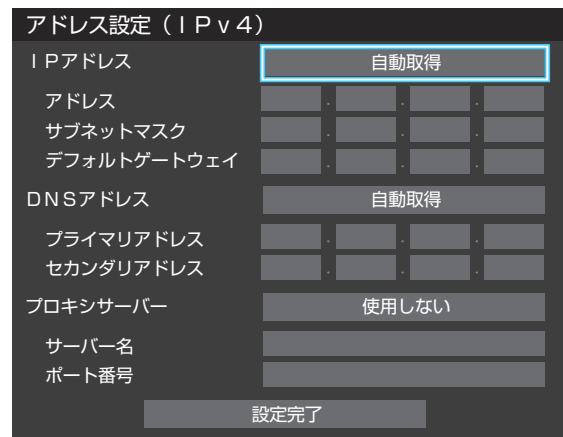 アドレス設定（ＩＰｖ４）
ＩＰアドレス 自動取得
アドレス . . .
サブネットマスク . . .
デフォルトゲートウェイ . . .
ＤＮＳアドレス 自動取得
プライマリアドレス . . .
セカンダリアドレス . . .
プロキシサーバー 使用しない
サーバー名
ポート番号
設定完了